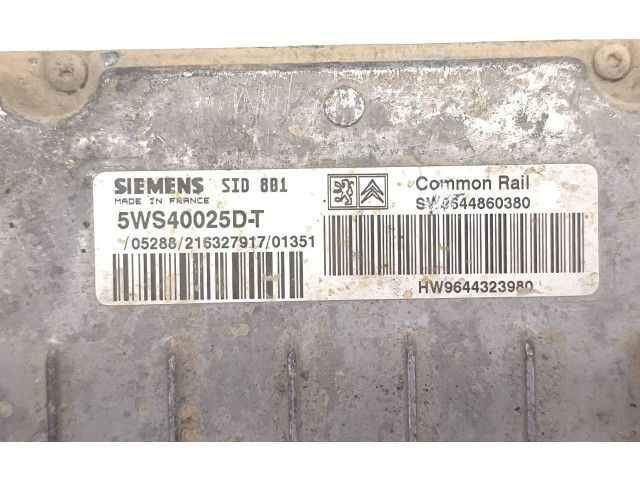 SIEMENS SID 801
MADE IN FRANCE
5WS40025D-T
/05288/216327917/01351
Common Rail
SW9644860380
HW9644323980